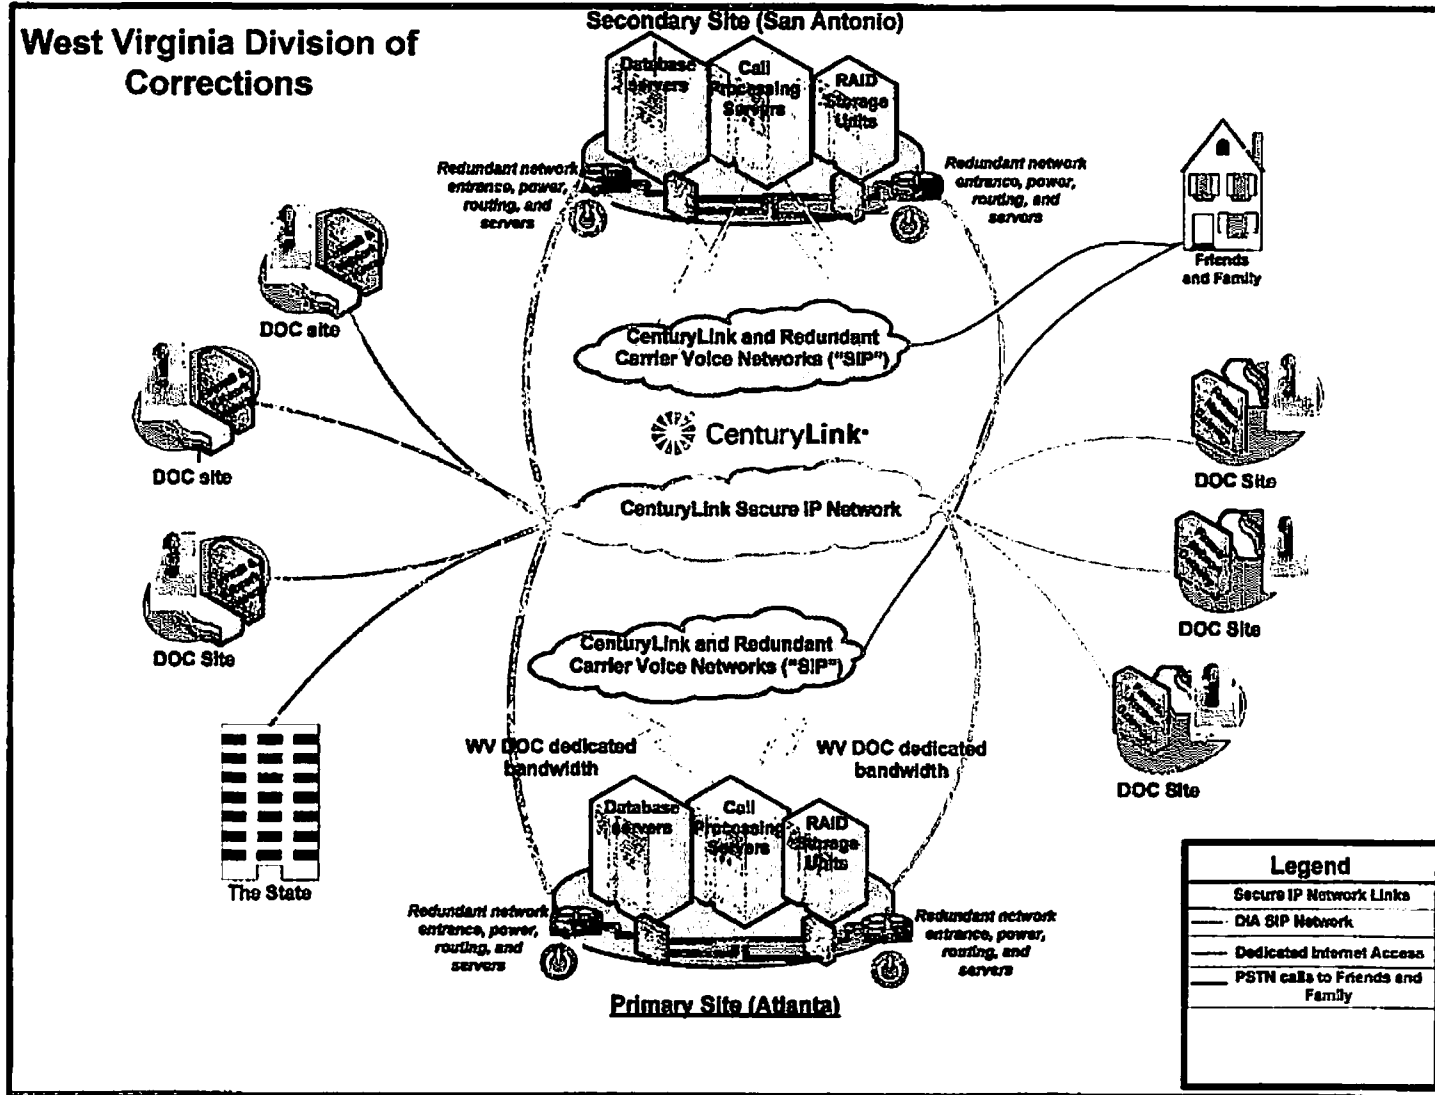 West Virginia Division of
Corrections
Secondary Site (San Antonio)
Database
servers
Call
Processing
Servers
RAID
Storage
Units
Redundant network
entrance, power,
routing, and
servers
Redundant network
entrance, power,
routing, and
servers
Friends
and Family
DOC site
CenturyLink and Redundant
Carrier Voice Networks ("SIP")
DOC site
CenturyLink
DOC Site
CenturyLink Secure IP Network
DOC Site
DOC Site
CenturyLink and Redundant
Carrier Voice Networks ("SIP")
DOC Site
WV DOC dedicated
bandwidth
WV DOC dedicated
bandwidth
Database
servers
Call
Processing
Servers
RAID
Storage
Units
The State
Redundant network
entrance, power,
routing, and
servers
Redundant network
entrance, power,
routing, and
servers
Primary Site (Atlanta)
Legend
Secure IP Network Links
DIA SIP Network
Dedicated Internet Access
PSTN calls to Friends and
Family